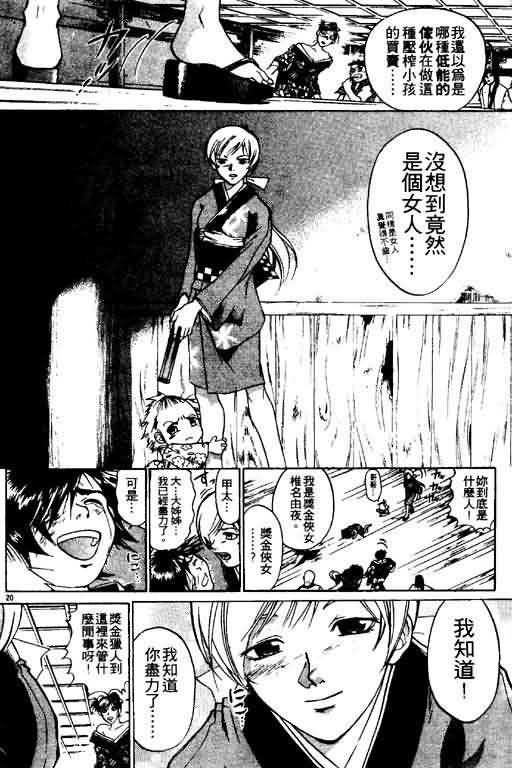 我還以為是
哪種低能的
傢伙在做這
種壓榨小孩
的買賣……
沒想到竟然
是個女人……
同樣是女人
真覺得不齒
妳到底是
什麼人！
我是獎金俠女
椎名由夜。
獎金俠女
……？
甲太…
大…大姊姊
我已經盡力了。
可是…
我知道！
我知道
你盡力了……
獎金獵人到
這裡來管什
麼閒事呀！
20